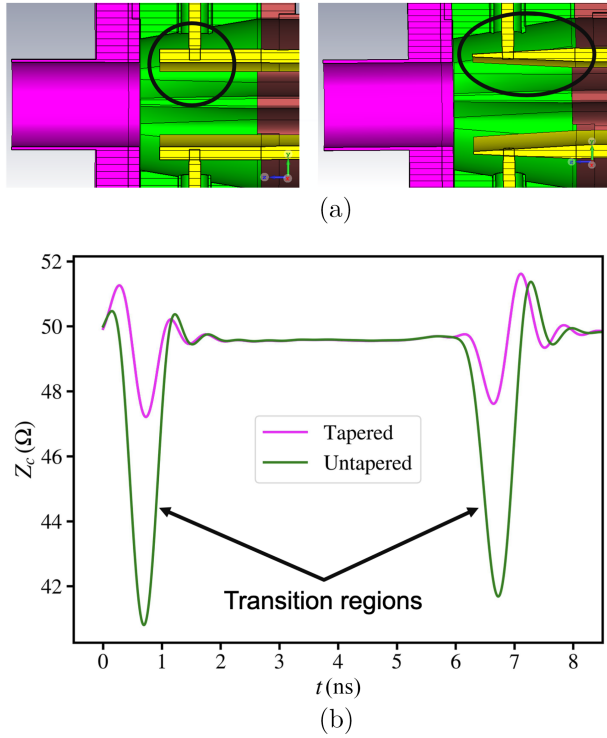 (a)
52
50
48
46
44
42
Z_c (Ω)
Tapered
Untapered
Transition regions
0 1 2 3 4 5 6 7 8
t (ns)
(b)